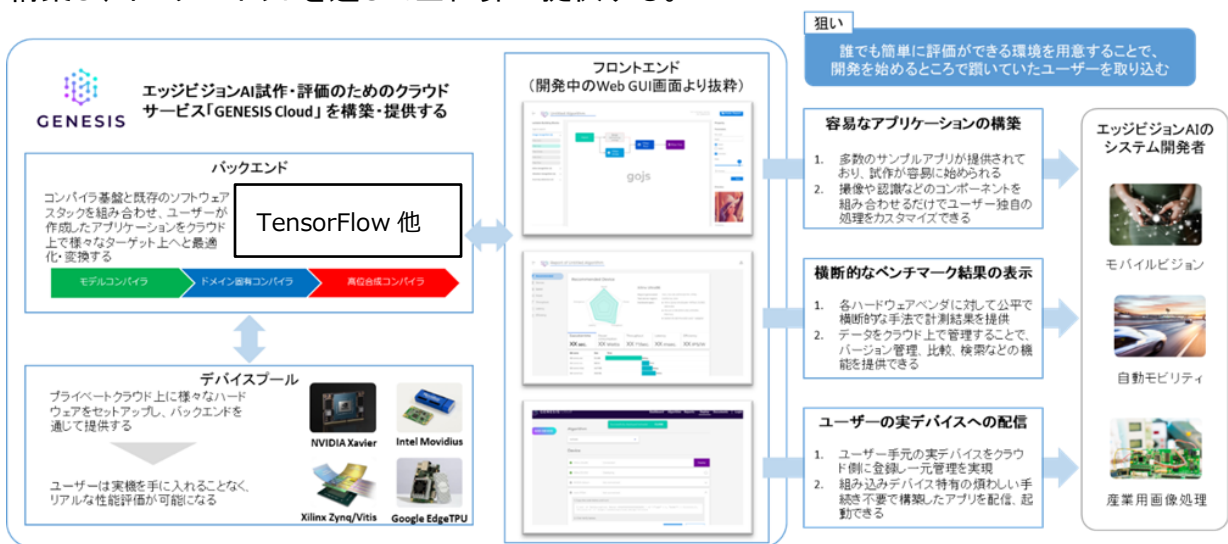 狙い
誰でも簡単に評価ができる環境を用意することで、
開発を始めるところで躓いていたユーザーを取り込む
GENESIS
エッジビジョンAI試作・評価のためのクラウド
サービス「GENESIS Cloud」を構築・提供する
バックエンド
コンパイラ基盤と既存のソフトウェア
スタックを組み合わせ、ユーザーが
作成したアプリケーションをクラウド
上で様々なターゲット上へと最適
化・変換する
TensorFlow 他
モデルコンパイラ
ドメイン固有コンパイラ
高位合成コンパイラ
デバイスプール
プライベートクラウド上に様々なハード
ウェアをセットアップし、バックエンドを
通じて提供する
ユーザーは実機を手に入れることなく、
リアルな性能評価が可能になる
NVIDIA Xavier
Intel Movidius
Xilinx Zynq/Vitis
Google EdgeTPU
フロントエンド
(開発中のWeb GUI画面より抜粋)
gojs
Recommended Device
Algorithm
Device
容易なアプリケーションの構築
1. 多数のサンプルアプリが提供されて
おり、試作が容易に始められる
2. 撮像や認識などのコンポーネントを
組み合わせるだけでユーザー独自の
処理をカスタマイズできる
横断的なベンチマーク結果の表示
1. 各ハードウェアベンダに対して公平で
横断的な手法で計測結果を提供
2. データをクラウド上で管理することで、
バージョン管理、比較、検索などの機
能を提供できる
ユーザーの実デバイスへの配信
1. ユーザー手元の実デバイスをクラウ
ド側に登録し一元管理を実現
2. 組み込みデバイス特有の煩わしい手
続き不要で構築したアプリを配信、起
動できる
エッジビジョンAIの
システム開発者
モバイルビジョン
自動モビリティ
産業用画像処理